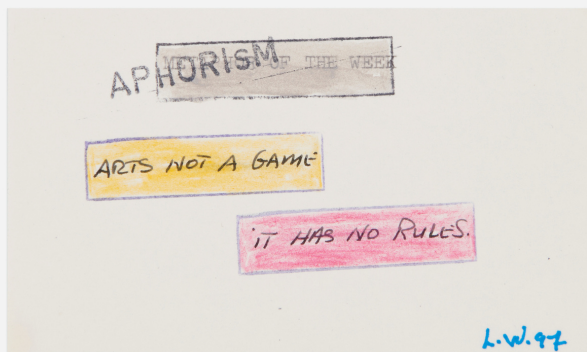 APHORISM
OF THE WEEK
ARTS NOT A GAME
iT HAS NO RULES.
L.W.97